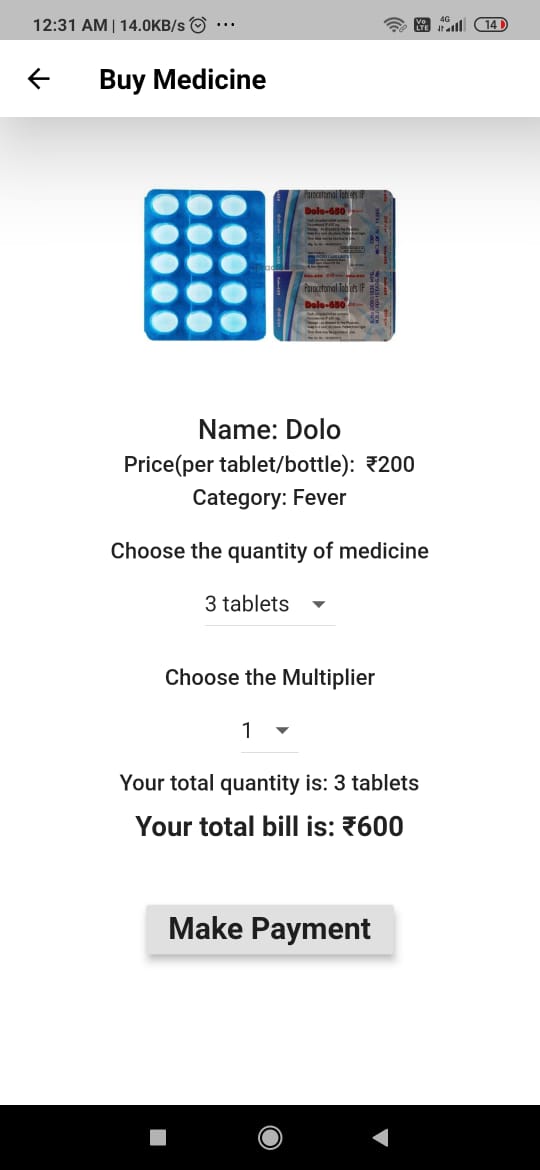 12:31 AM | 14.0KB/s ...
Vo LTE 4G 14
Buy Medicine
Paracetamol Tablets IP
Dolo-650
Paracetamol Tablets IP
Dolo-650
Name: Dolo
Price(per tablet/bottle): ₹200
Category: Fever
Choose the quantity of medicine
3 tablets
Choose the Multiplier
1
Your total quantity is: 3 tablets
Your total bill is: ₹600
Make Payment